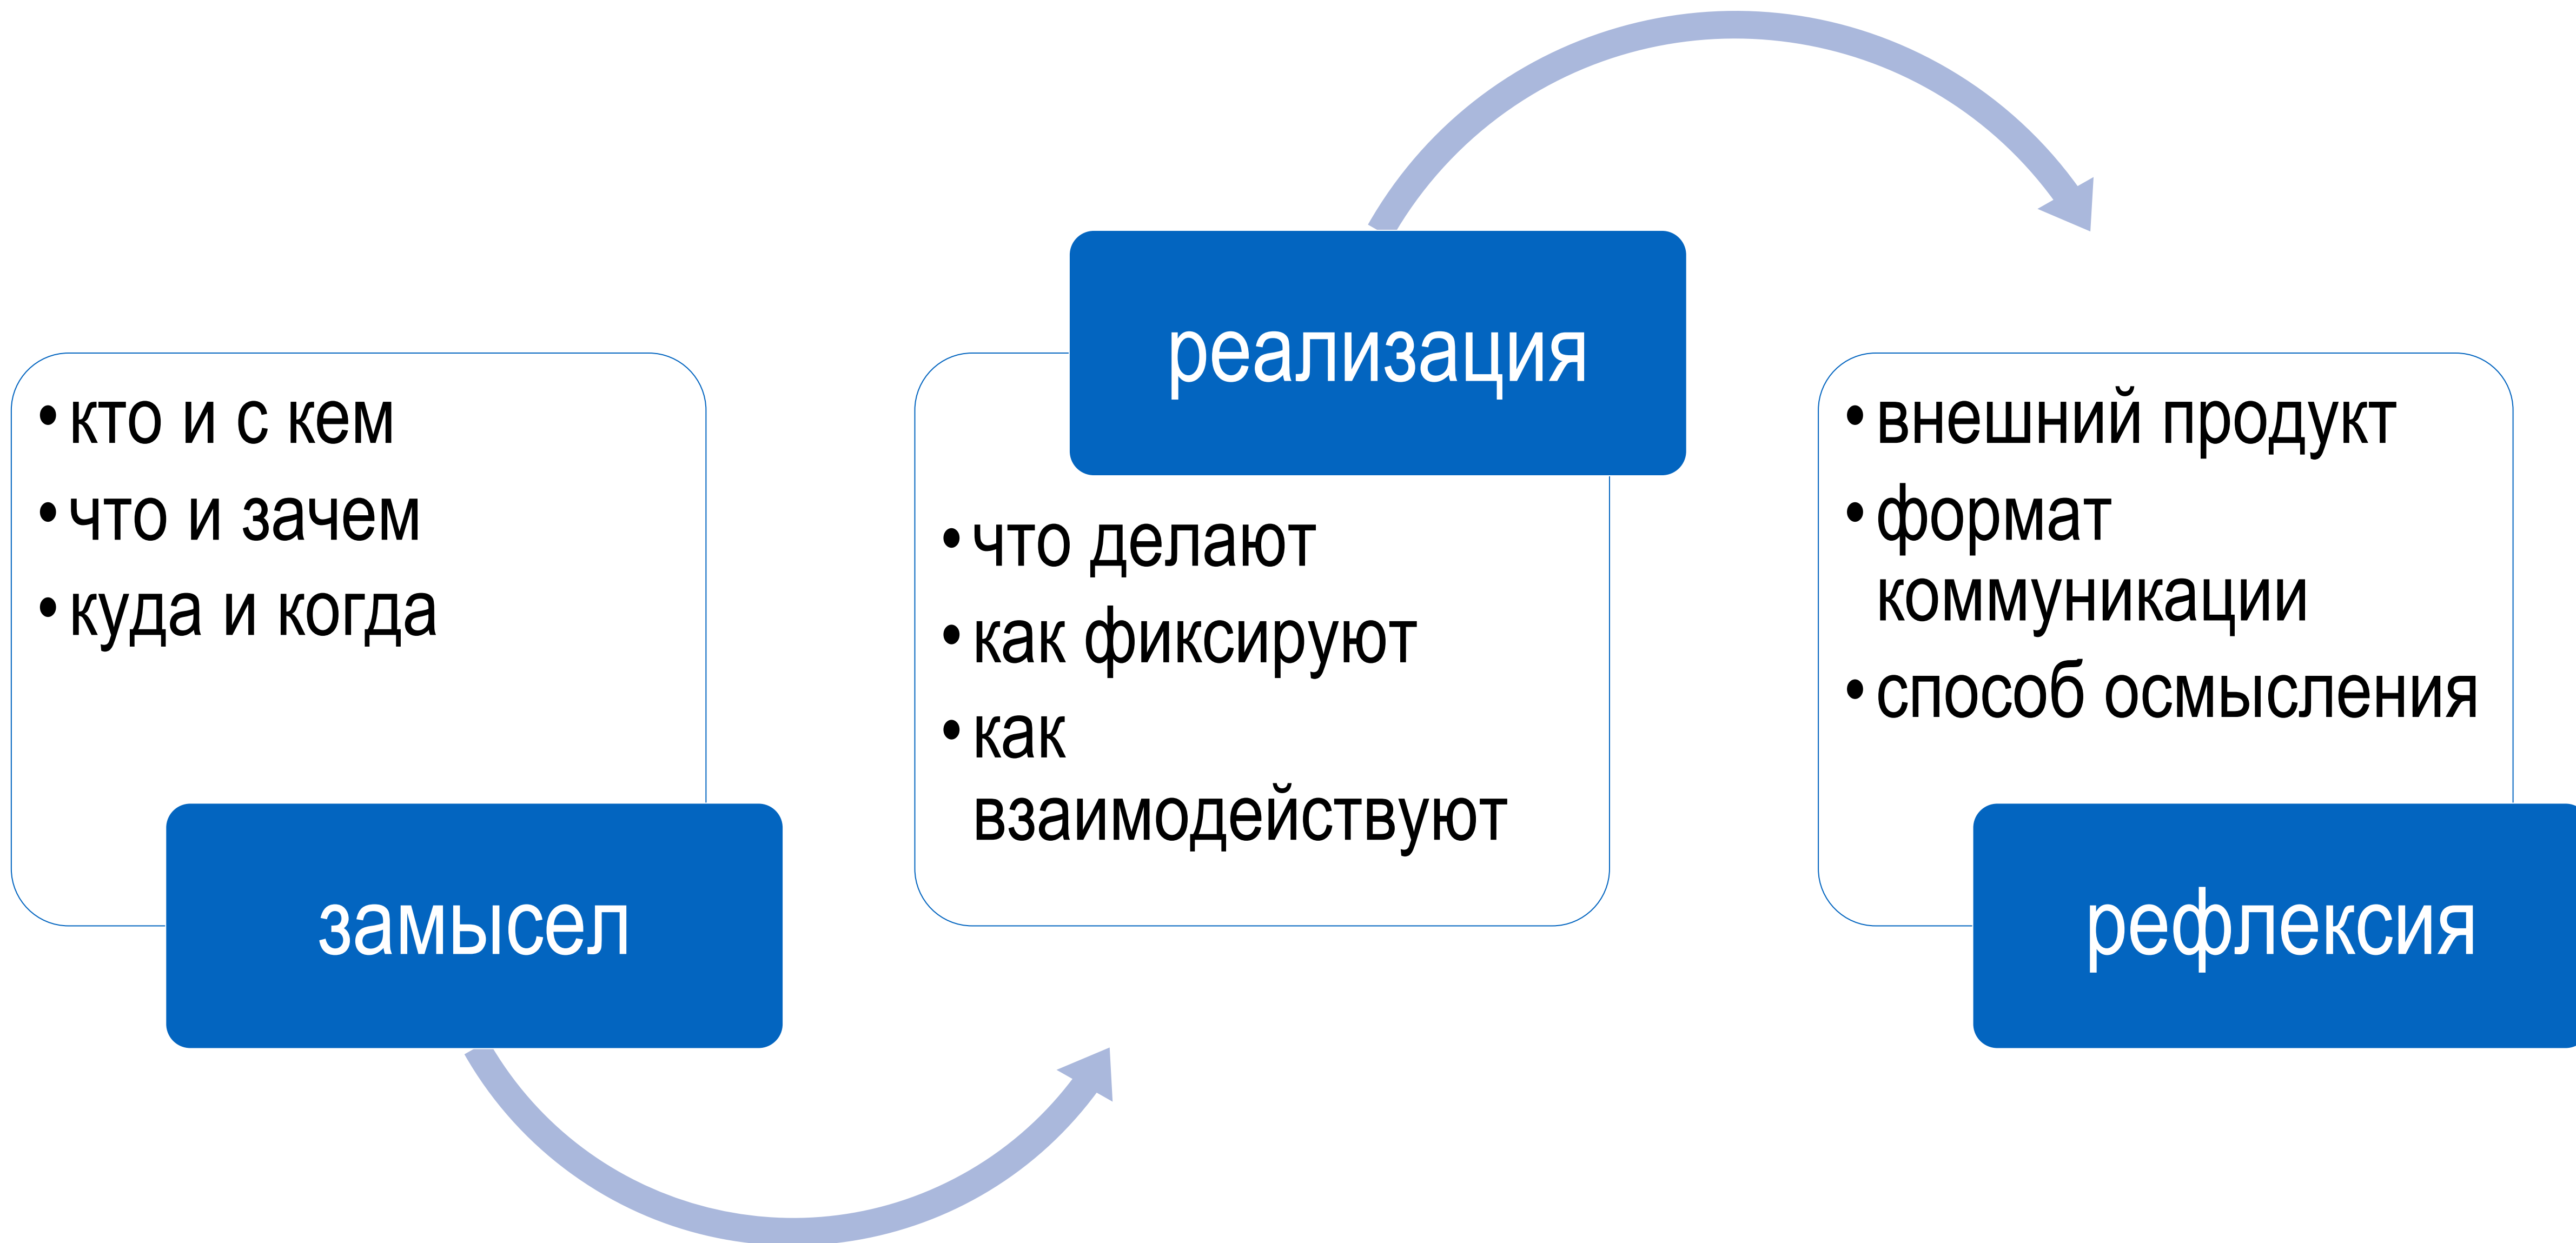 • кто и с кем
• что и зачем
• куда и когда
замысел
реализация
• что делают
• как фиксируют
• как
взаимодействуют
• внешний продукт
• формат
коммуникации
• способ осмысления
рефлексия